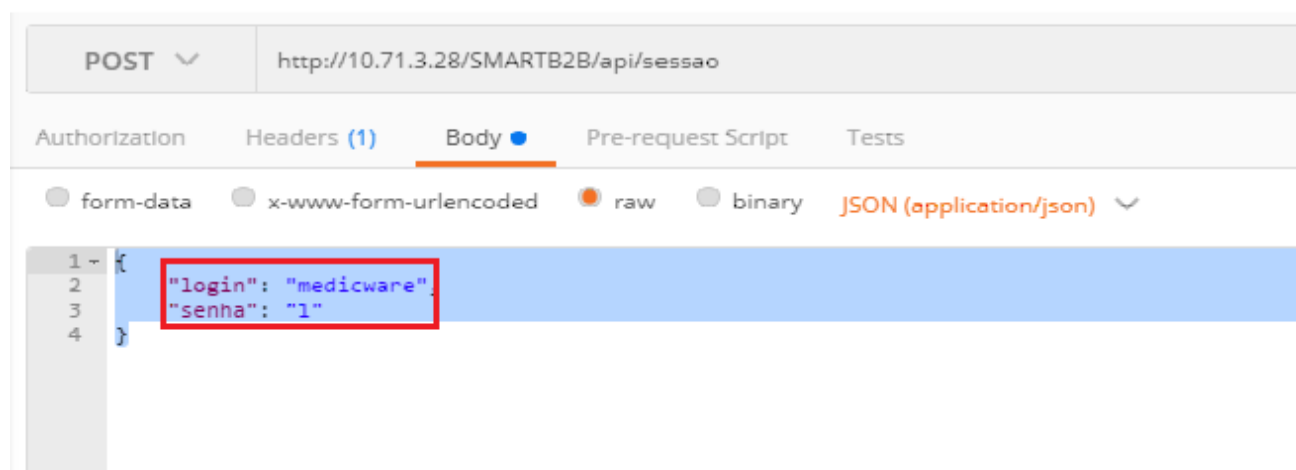 POST http://10.71.3.28/SMARTB2B/api/sessao
Authorization Headers (1) Body Pre-request Script Tests
form-data x-www-form-urlencoded raw binary JSON (application/json)
1 {
2 "login": "medicware",
3 "senha": "1"
4 }